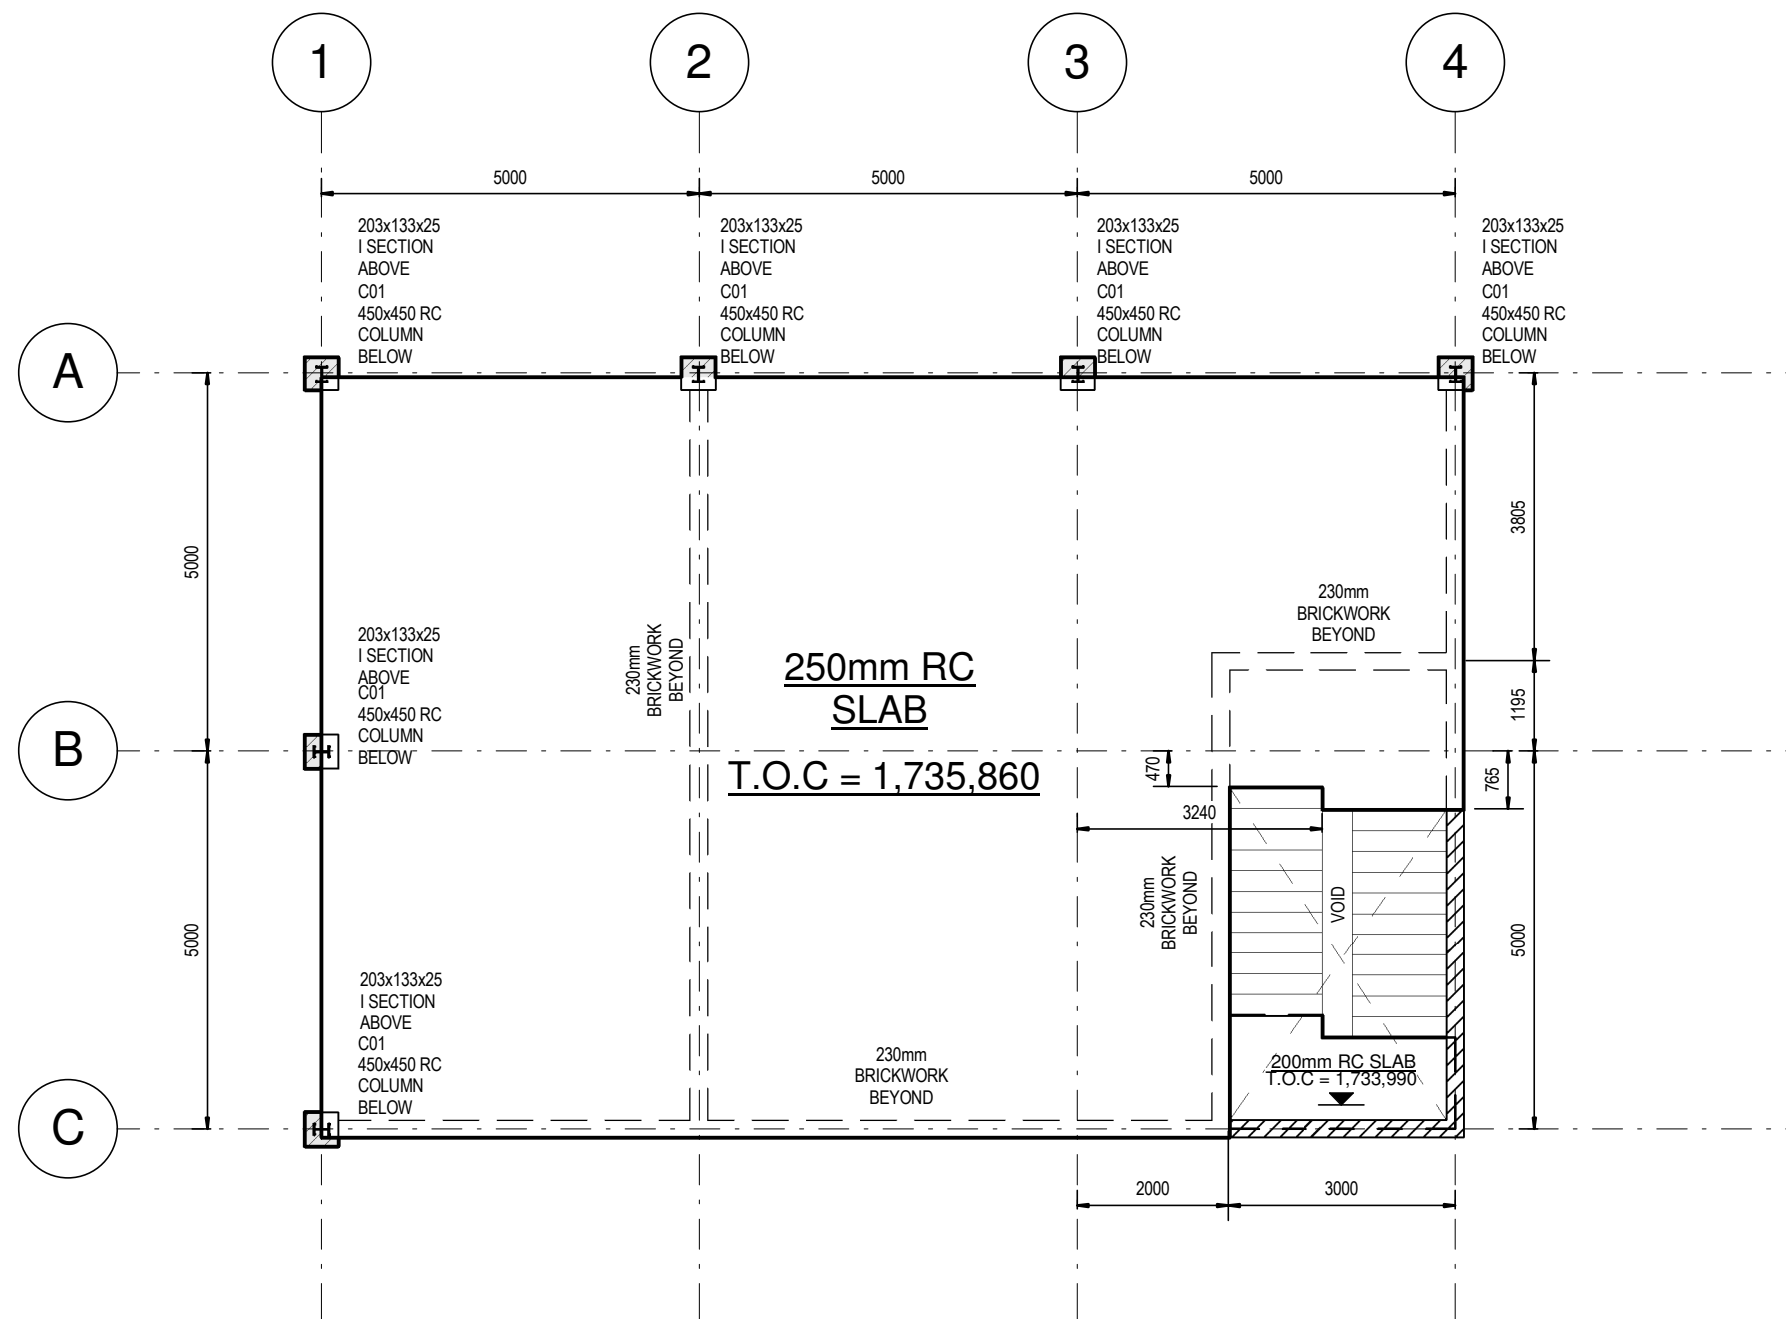 1
2
3
4
5000
5000
5000
203x133x25
I SECTION
ABOVE
C01
450x450 RC
COLUMN
BELOW
203x133x25
I SECTION
ABOVE
C01
450x450 RC
COLUMN
BELOW
203x133x25
I SECTION
ABOVE
C01
450x450 RC
COLUMN
BELOW
203x133x25
I SECTION
ABOVE
C01
450x450 RC
COLUMN
BELOW
A
3805
5000
230mm
BRICKWORK
BEYOND
203x133x25
I SECTION
ABOVE
C01
450x450 RC
COLUMN
BELOW
230mm
BRICKWORK
BEYOND
250mm RC
SLAB
T.O.C = 1,735,860
1195
B
470
765
3240
230mm
BRICKWORK
BEYOND
VOID
5000
5000
203x133x25
I SECTION
ABOVE
C01
450x450 RC
COLUMN
BELOW
230mm
BRICKWORK
BEYOND
200mm RC SLAB
T.O.C = 1,733,990
C
2000
3000